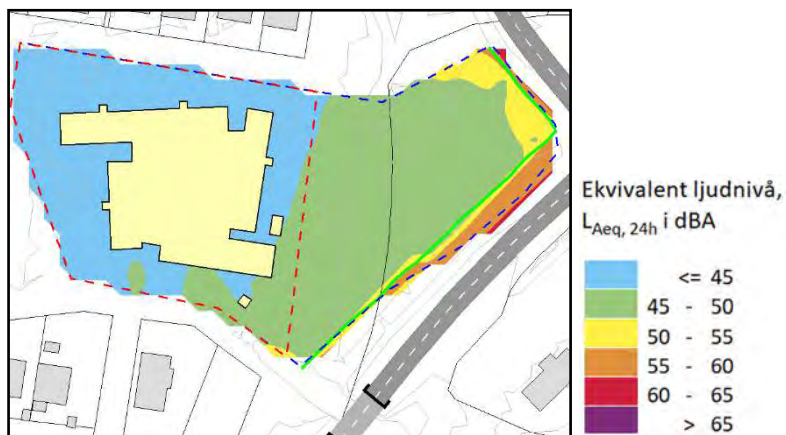 Ekvivalent ljudnivå,
LAeq, 24h i dBA
<= 45
45 - 50
50 - 55
55 - 60
60 - 65
> 65